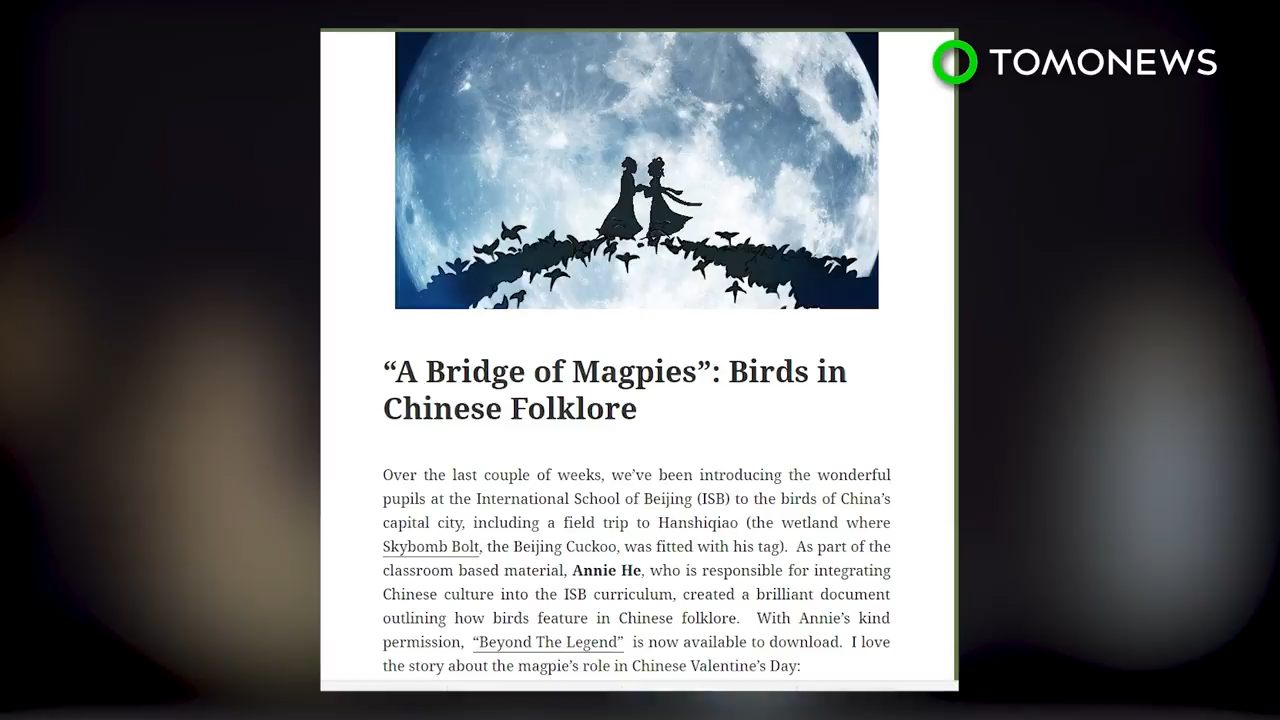 TOMONEWS
“A Bridge of Magpies”: Birds in
Chinese Folklore
Over the last couple of weeks, we’ve been introducing the wonderful
pupils at the International School of Beijing (ISB) to the birds of China’s
capital city, including a field trip to Hanshiqiao (the wetland where
Skybomb Bolt, the Beijing Cuckoo, was fitted with his tag).  As part of the
classroom based material, Annie He, who is responsible for integrating
Chinese culture into the ISB curriculum, created a brilliant document
outlining how birds feature in Chinese folklore.  With Annie’s kind
permission, “Beyond The Legend” is now available to download.  I love
the story about the magpie’s role in Chinese Valentine’s Day: